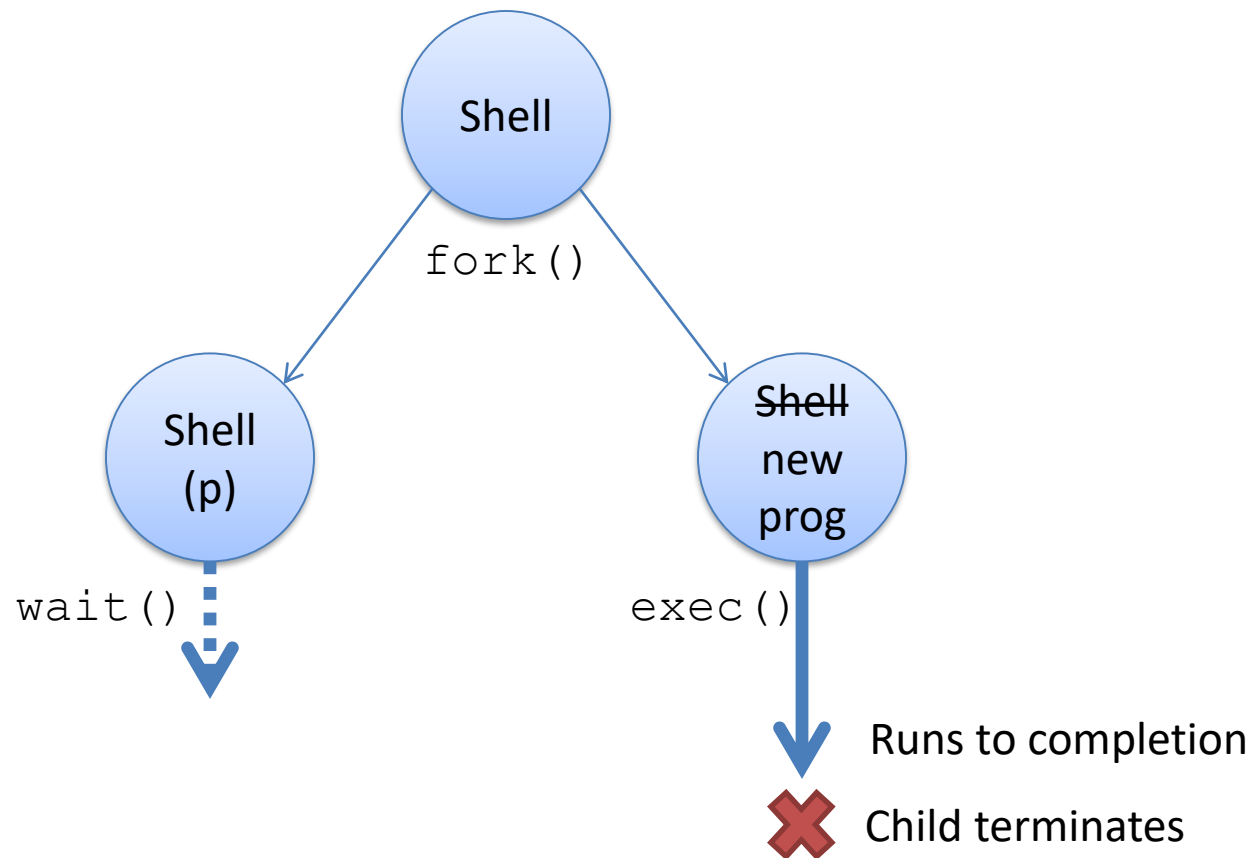 Shell
fork()
Shell
(p)
Shell
new
prog
wait()
exec()
Runs to completion
Child terminates